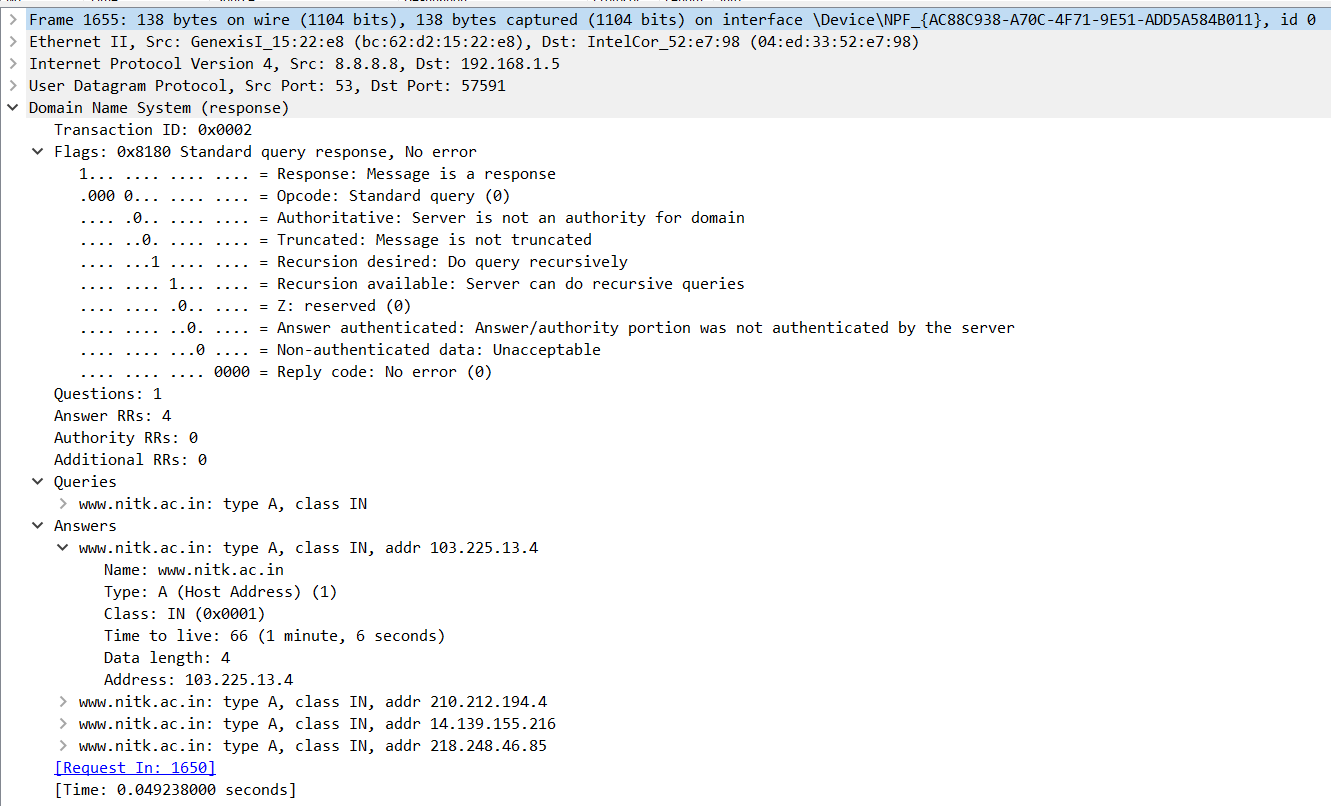 Frame 1655: 138 bytes on wire (1104 bits), 138 bytes captured (1104 bits) on interface \Device\NPF_{AC88C938-A70C-4F71-9E51-ADD5A584B011}, id 0
Ethernet II, Src: GenexisI_15:22:e8 (bc:62:d2:15:22:e8), Dst: IntelCor_52:e7:98 (04:ed:33:52:e7:98)
Internet Protocol Version 4, Src: 8.8.8.8, Dst: 192.168.1.5
User Datagram Protocol, Src Port: 53, Dst Port: 57591
Domain Name System (response)
Transaction ID: 0x0002
Flags: 0x8180 Standard query response, No error
1... .... .... .... = Response: Message is a response
.000 0... .... .... = Opcode: Standard query (0)
.... .0.. .... .... = Authoritative: Server is not an authority for domain
.... ..0. .... .... = Truncated: Message is not truncated
.... ...1 .... .... = Recursion desired: Do query recursively
.... .... 1... .... = Recursion available: Server can do recursive queries
.... .... .0.. .... = Z: reserved (0)
.... .... ..0. .... = Answer authenticated: Answer/authority portion was not authenticated by the server
.... .... ...0 .... = Non-authenticated data: Unacceptable
.... .... .... 0000 = Reply code: No error (0)
Questions: 1
Answer RRs: 4
Authority RRs: 0
Additional RRs: 0
Queries
www.nitk.ac.in: type A, class IN
Answers
www.nitk.ac.in: type A, class IN, addr 103.225.13.4
Name: www.nitk.ac.in
Type: A (Host Address) (1)
Class: IN (0x0001)
Time to live: 66 (1 minute, 6 seconds)
Data length: 4
Address: 103.225.13.4
www.nitk.ac.in: type A, class IN, addr 210.212.194.4
www.nitk.ac.in: type A, class IN, addr 14.139.155.216
www.nitk.ac.in: type A, class IN, addr 218.248.46.85
[Request In: 1650]
[Time: 0.049238000 seconds]